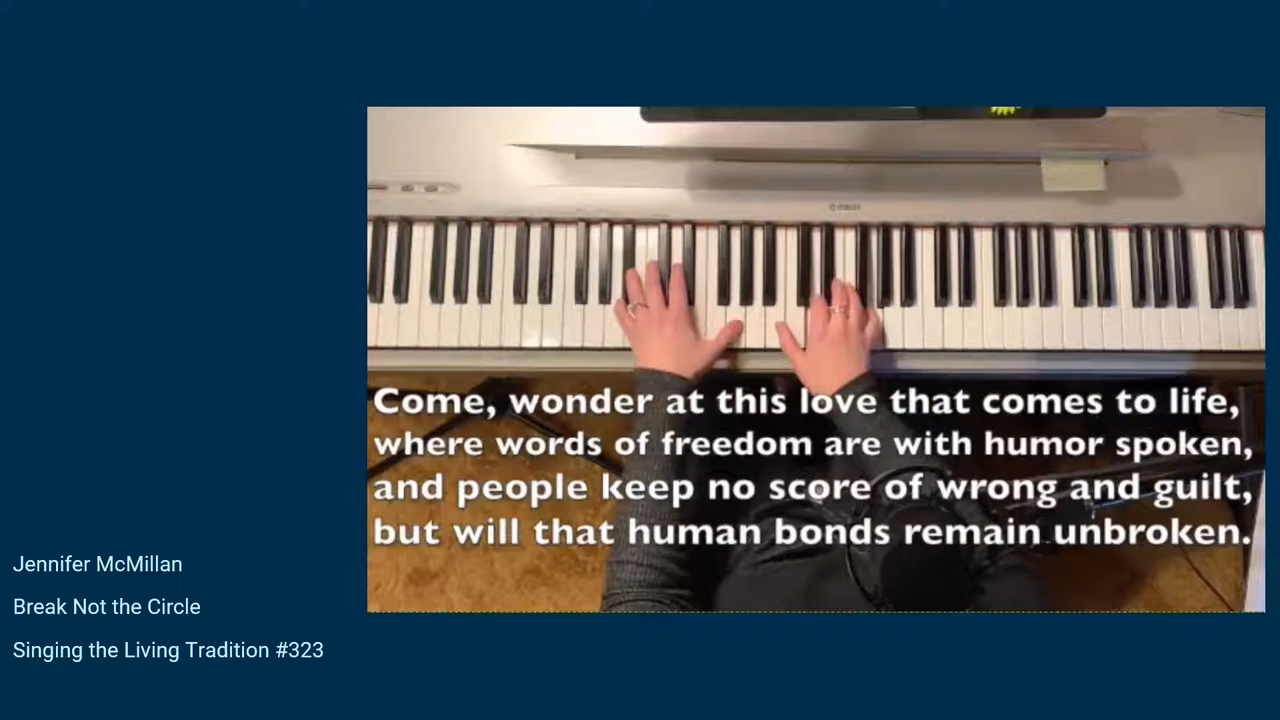 YAMAHA
Come, wonder at this love that comes to life,
where words of freedom are with humor spoken,
and people keep no score of wrong and guilt,
but will that human bonds remain unbroken.
Jennifer McMillan
Break Not the Circle
Singing the Living Tradition #323